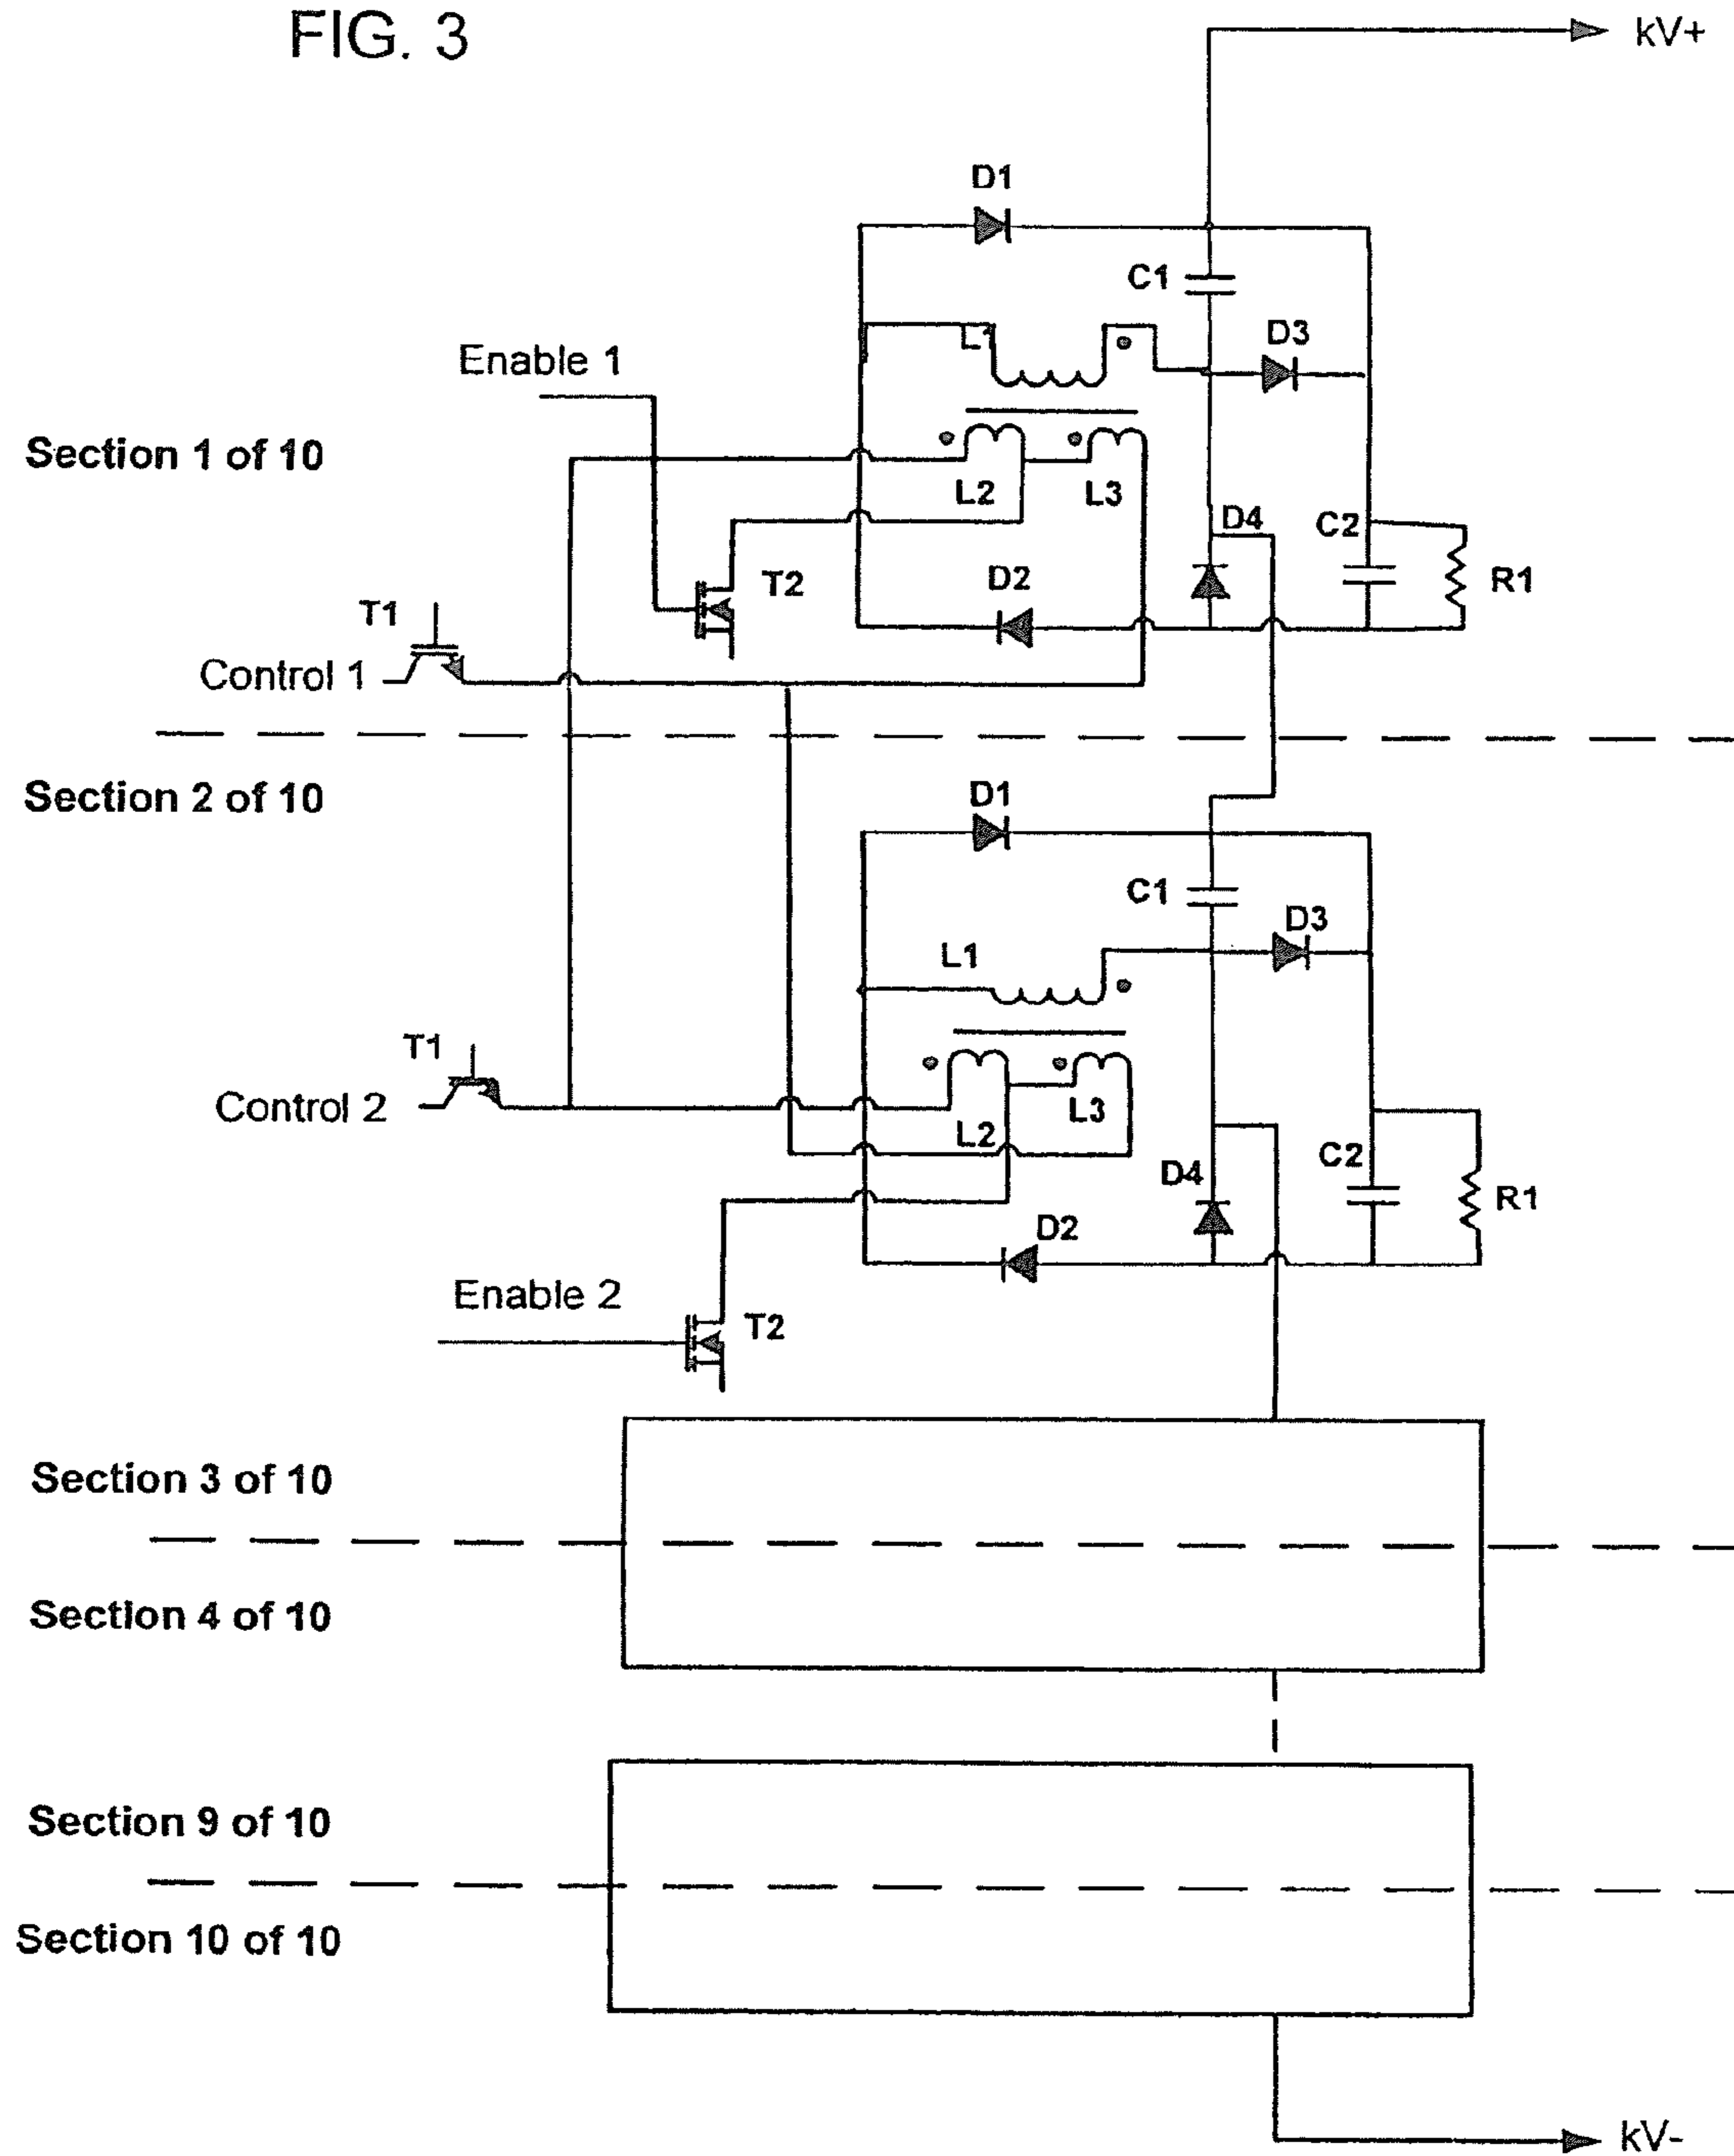 FIG. 3
kV+
D1
C1
D3
Enable 1
Section 1 of 10
L2
L3
D4
C2
R1
D2
T2
T1
Control 1
Section 2 of 10
D1
C1
D3
L1
T1
Control 2
L2
L3
C2
D4
R1
D2
Enable 2
T2
Section 3 of 10
Section 4 of 10
Section 9 of 10
Section 10 of 10
kV-